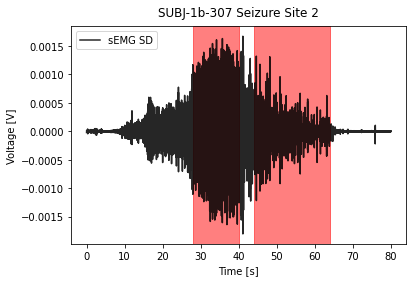 SUBJ-1b-307 Seizure Site 2
sEMG SD
0.0015
0.0010
0.0005
0.0000
−0.0005
−0.0010
−0.0015
Voltage [V]
0 10 20 30 40 50 60 70 80
Time [s]